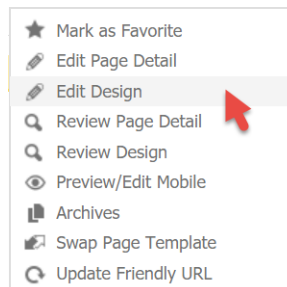 Mark as Favorite
Edit Page Detail
Edit Design
Review Page Detail
Review Design
Preview/Edit Mobile
Archives
Swap Page Template
Update Friendly URL